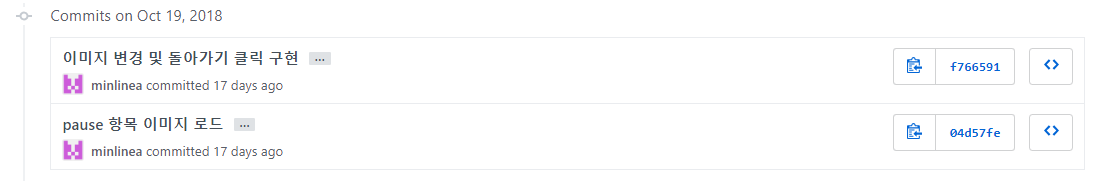 Commits on Oct 19, 2018
이미지 변경 및 돌아가기 클릭 구현 …
f766591
minlinea committed 17 days ago
pause 항목 이미지 로드 …
04d57fe
minlinea committed 17 days ago